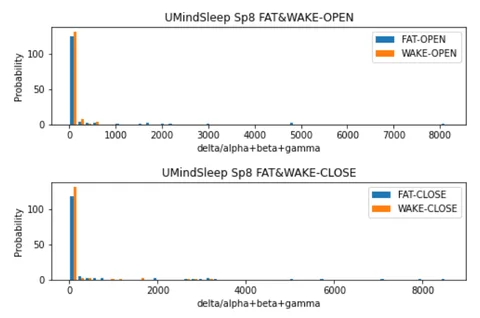 UMindSleep Sp8 FAT&WAKE-OPEN
Probability
100
50
0
FAT-OPEN
WAKE-OPEN
0 1000 2000 3000 4000 5000 6000 7000 8000
delta/alpha+beta+gamma
UMindSleep Sp8 FAT&WAKE-CLOSE
Probability
100
50
0
FAT-CLOSE
WAKE-CLOSE
0 2000 4000 6000 8000
delta/alpha+beta+gamma